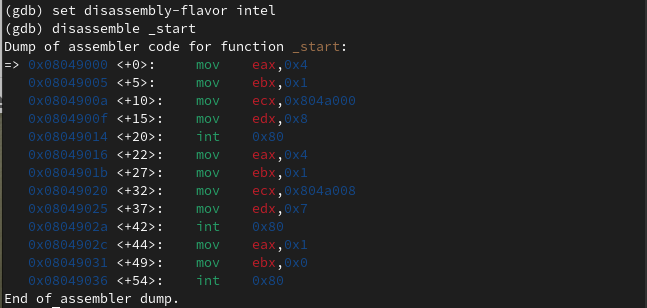 (gdb) set disassembly-flavor intel
(gdb) disassemble _start
Dump of assembler code for function _start:
=> 0x08049000 <+0>:     mov    eax,0x4
   0x08049005 <+5>:     mov    ebx,0x1
   0x0804900a <+10>:    mov    ecx,0x804a000
   0x0804900f <+15>:    mov    edx,0x8
   0x08049014 <+20>:    int    0x80
   0x08049016 <+22>:    mov    eax,0x4
   0x0804901b <+27>:    mov    ebx,0x1
   0x08049020 <+32>:    mov    ecx,0x804a008
   0x08049025 <+37>:    mov    edx,0x7
   0x0804902a <+42>:    int    0x80
   0x0804902c <+44>:    mov    eax,0x1
   0x08049031 <+49>:    mov    ebx,0x0
   0x08049036 <+54>:    int    0x80
End of assembler dump.